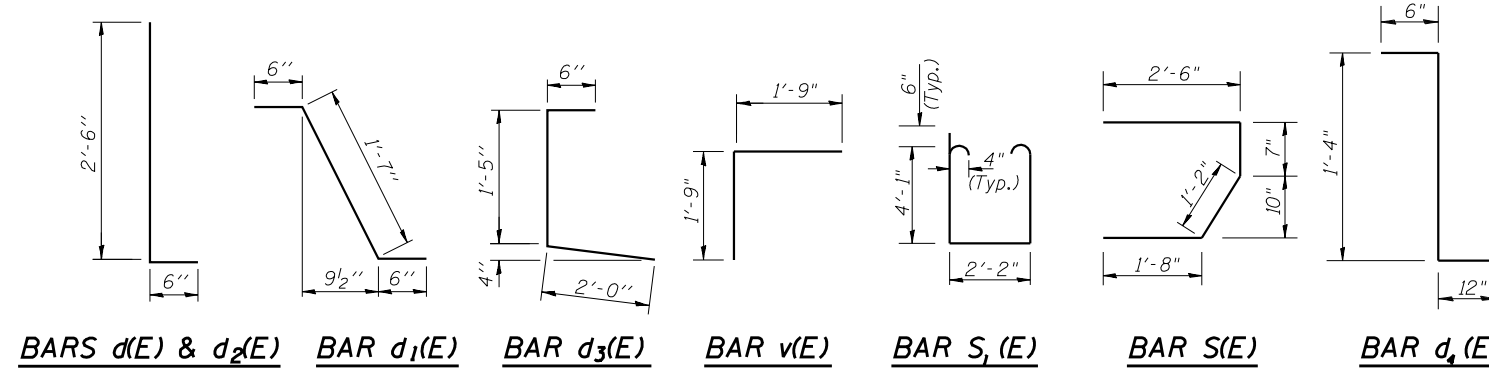 2'-6''
6''
BARS d(E) & d2(E)
6''
1'-7''
9½''
6''
BAR d1(E)
6''
1'-5''
4''
2'-0''
BAR d3(E)
1'-9"
1'-9"
BAR v(E)
6"
(Typ.)
4"
(Typ.)
4'-1"
2'-2"
BAR S1 (E)
2'-6"
7"
1'-2"
10"
1'-8"
BAR S(E)
6"
1'-4"
12"
BAR d4 (E